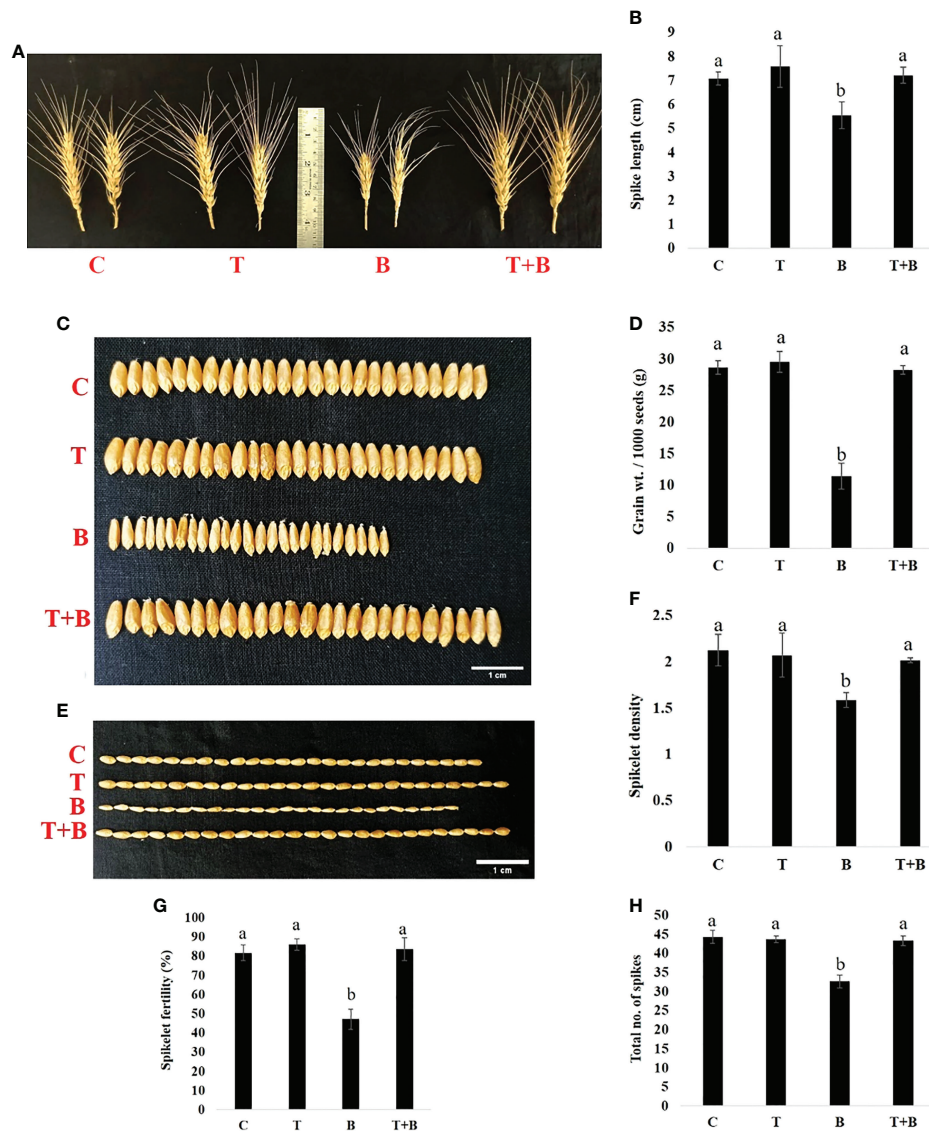 A
C
T
B
T+B
B
Spike length (cm)
9
8
7
6
5
4
3
2
1
0
a
a
b
a
C
T
B
T+B
C
C
T
B
T+B
1 cm
D
Grain wt. / 1000 seeds (g)
35
30
25
20
15
10
5
0
a
a
b
a
C
T
B
T+B
E
C
T
B
T+B
1 cm
F
Spikelet density
2.5
2
1.5
1
0.5
0
a
a
b
a
C
T
B
T+B
G
Spikelet fertility (%)
100
90
80
70
60
50
40
30
20
10
0
a
a
b
a
C
T
B
T+B
H
Total no. of spikes
50
45
40
35
30
25
20
15
10
5
0
a
a
b
a
C
T
B
T+B